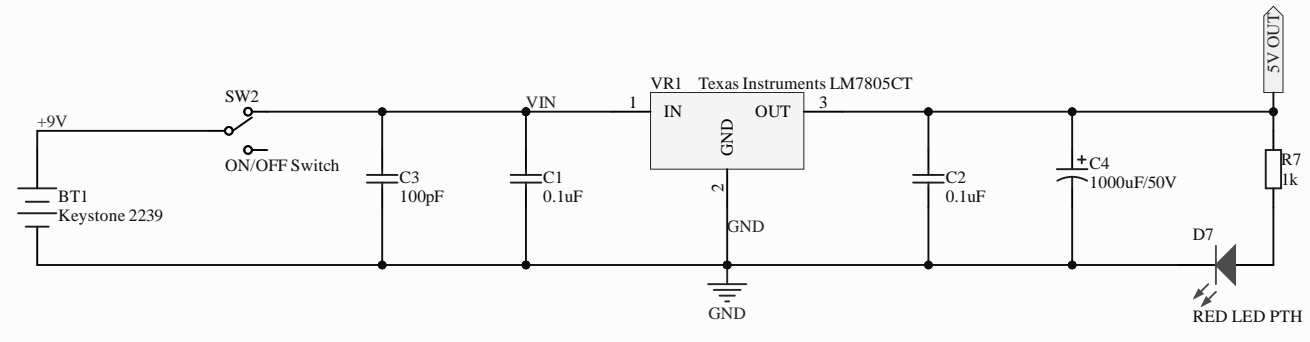 5V OUT
SW2
VR1 Texas Instruments LM7805CT
+9V
VIN
1
IN
OUT
3
GND
ON/OFF Switch
C3
100pF
C1
0.1uF
2
C2
0.1uF
+
C4
1000uF/50V
R7
1k
BT1
Keystone 2239
GND
D7
GND
RED LED PTH